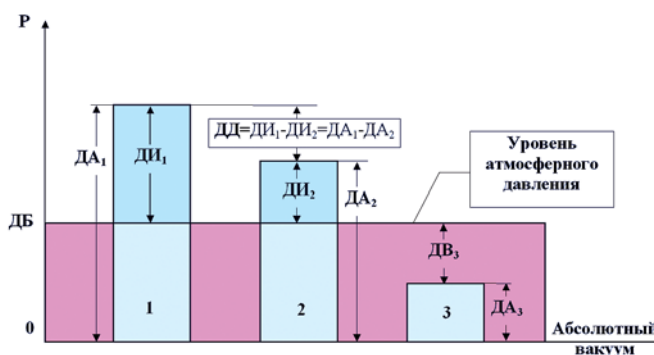 P
ДД=ДИ₁-ДИ₂=ДА₁-ДА₂
Уровень
атмосферного
давления
ДА₁
ДИ₁
ДИ₂
ДА₂
ДБ
ДВ₃
1
2
3
ДА₃
0
Абсолютный
вакуум